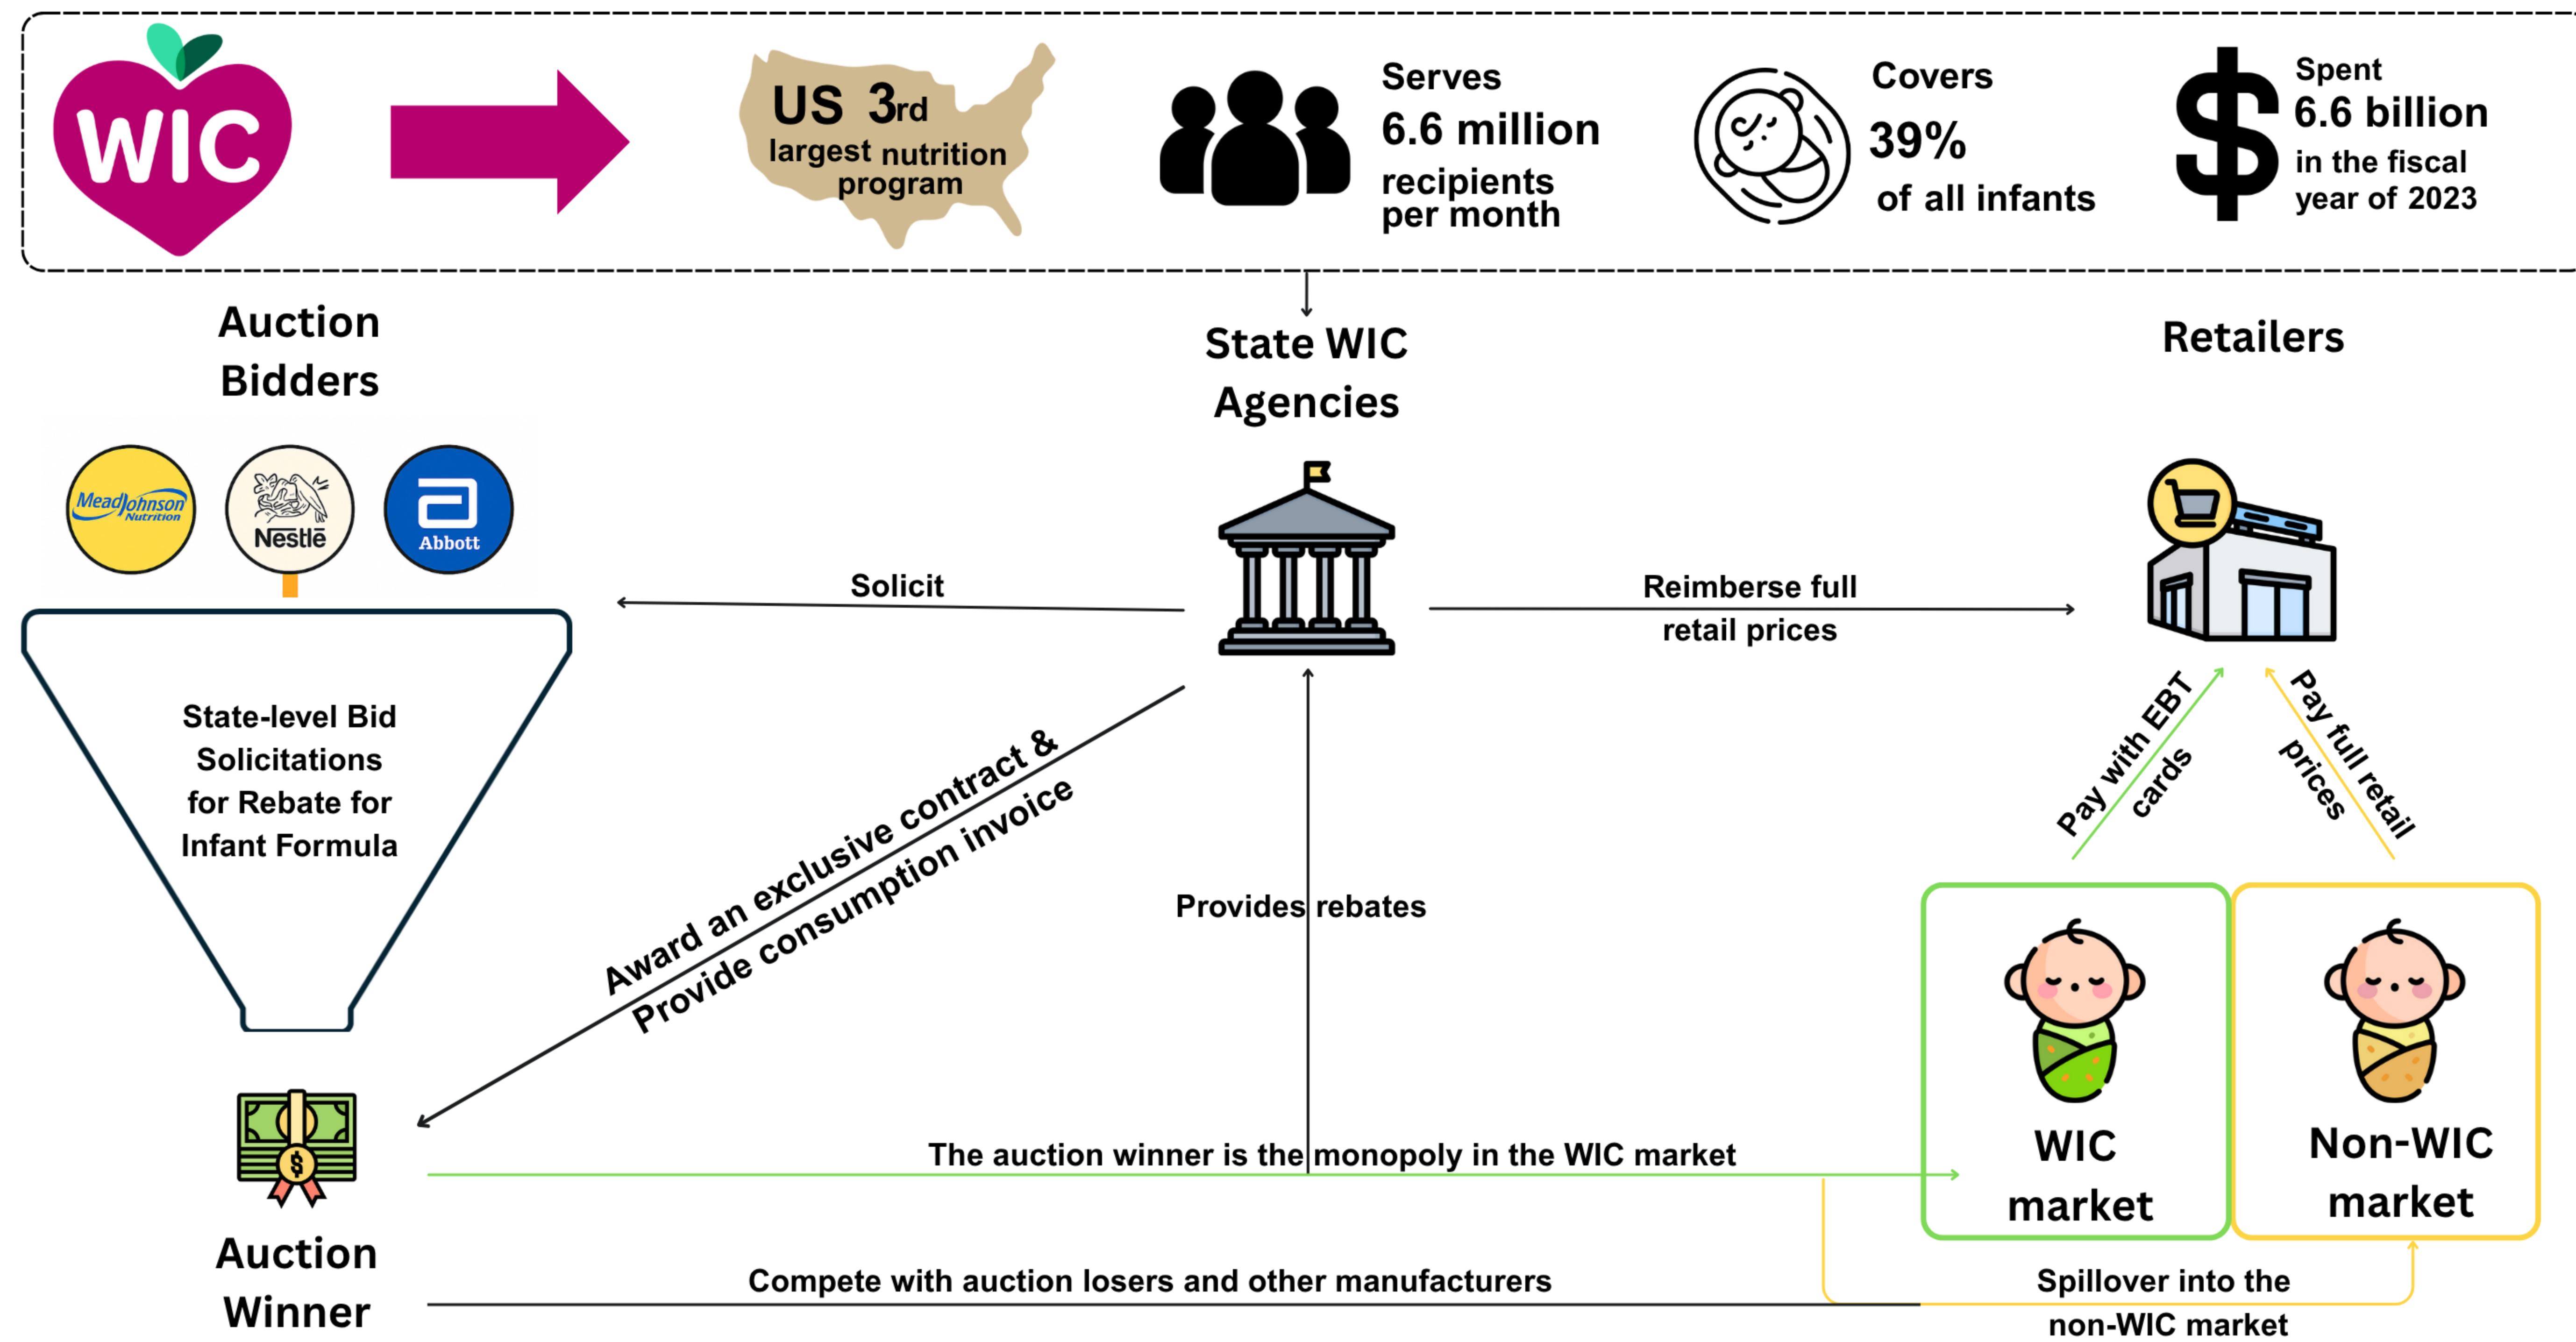 WIC
US 3rd
largest nutrition
program
Serves
6.6 million
recipients
per month
Covers
39%
of all infants
$
Spent
6.6 billion
in the fiscal
year of 2023
Auction
Bidders
State WIC
Agencies
Retailers
MeadJohnson
Nutrition
Nestlē
Abbott
Solicit
Reimberse full
retail prices
State-level Bid
Solicitations
for Rebate for
Infant Formula
Award an exclusive contract &
Provide consumption invoice
Provides rebates
Pay with EBT
cards
Pay full retail
prices
The auction winner is the monopoly in the WIC market
WIC
market
Non-WIC
market
$
Auction
Winner
Compete with auction losers and other manufacturers
Spillover into the
non-WIC market